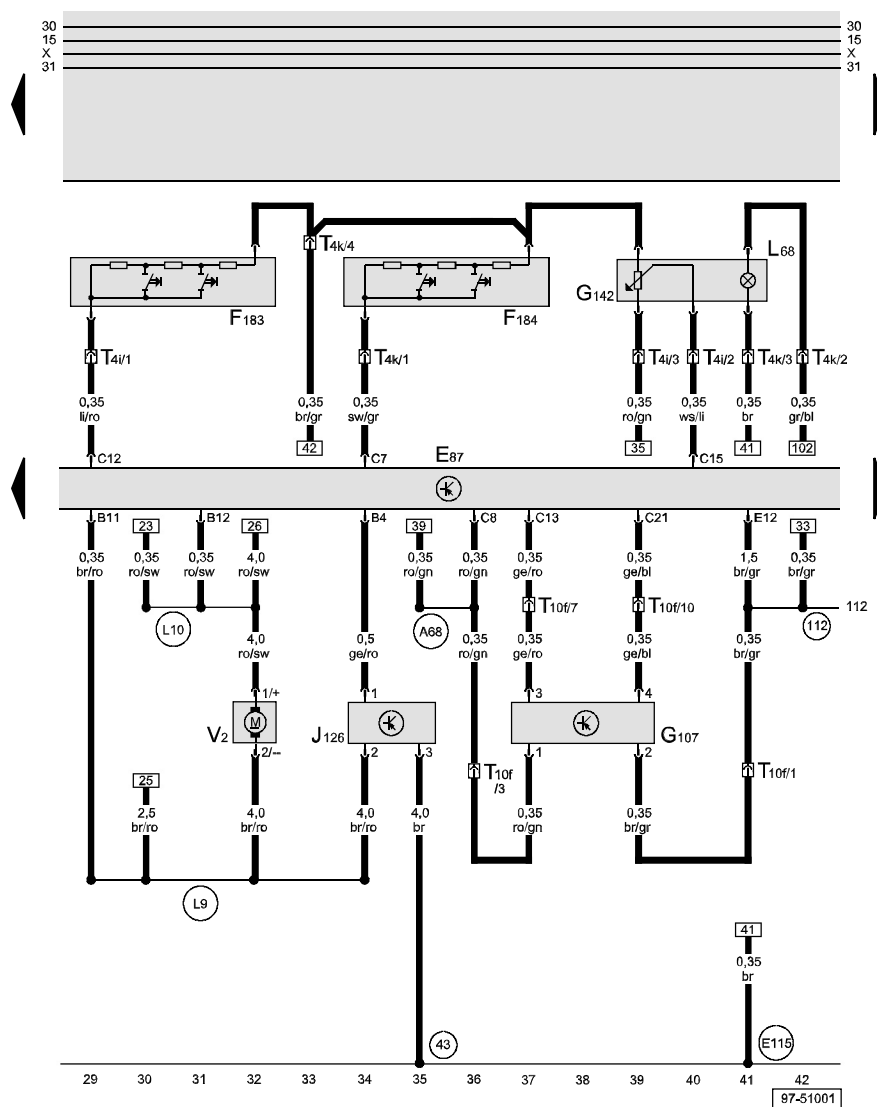 30 30
15 15
X X
31 31
T4k/4
L68
G142
F183 F184
T4i/1 T4k/1 T4i/3 T4i/2 T4k/3 T4k/2
0,35 0,35 0,35 0,35 0,35 0,35 0,35
li/ro br/gr sw/gr ro/gn ws/li br gr/bl
42 35 41 102
C12 C7 E87 C15
B11 B12 B4 C8 C13 C21 E12
23 26 39 33
0,35 0,35 0,35 4,0 0,35 0,35 0,35 0,35 1,5 0,35
br/ro ro/sw ro/sw ro/sw ro/gn ro/gn ge/ro ge/bl br/gr br/gr
T10f/7 T10f/10
112
L10 A68 112
4,0 0,5 0,35 0,35 0,35 0,35
ro/sw ge/ro ro/gn ge/ro ge/bl br/gr
1/+ 1 3 4
V2 M J126 G107
2/-- 2 3 1 2
T10f
/3
T10f/1
25
2,5 4,0 4,0 4,0 0,35 0,35
br/ro br/ro br/ro br ro/gn br/gr
L9
41
0,35
br
43 E115
29 30 31 32 33 34 35 36 37 38 39 40 41 42
97-51001